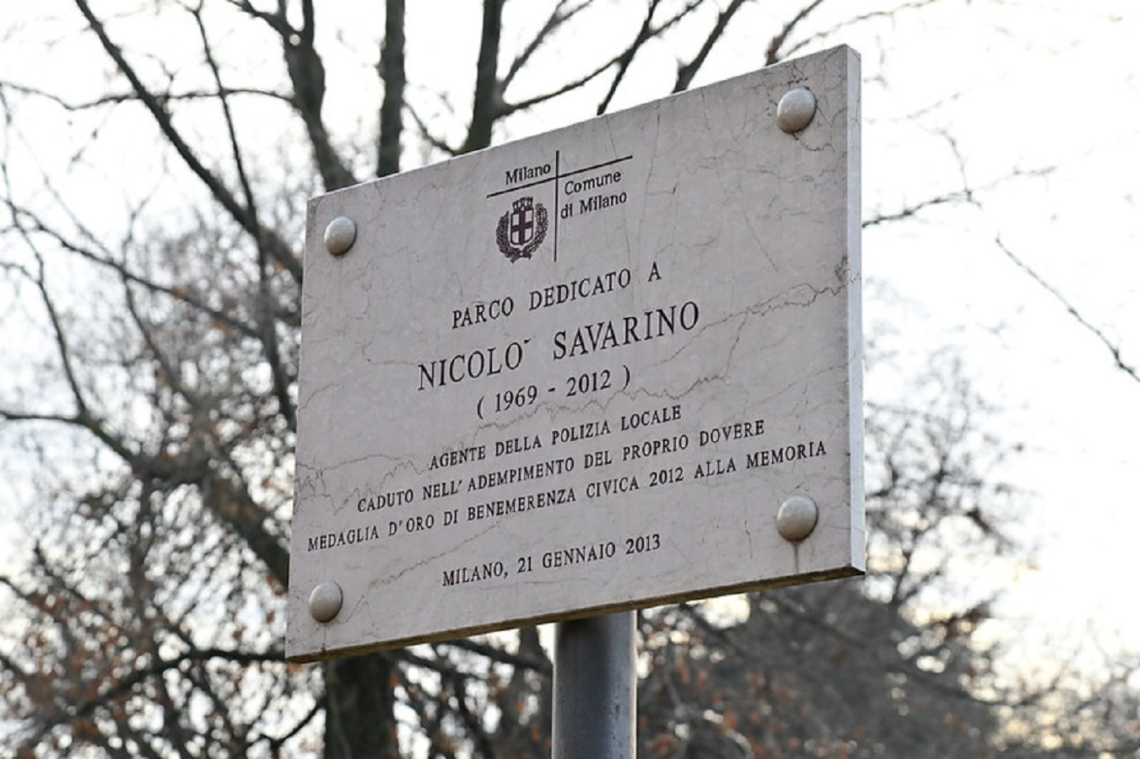 Milano
Comune
di Milano
PARCO DEDICATO A
NICOLO´ SAVARINO
( 1969 - 2012 )
AGENTE DELLA POLIZIA LOCALE
CADUTO NELL'ADEMPIMENTO DEL PROPRIO DOVERE
MEDAGLIA D'ORO DI BENEMERENZA CIVICA 2012 ALLA MEMORIA
MILANO, 21 GENNAIO 2013